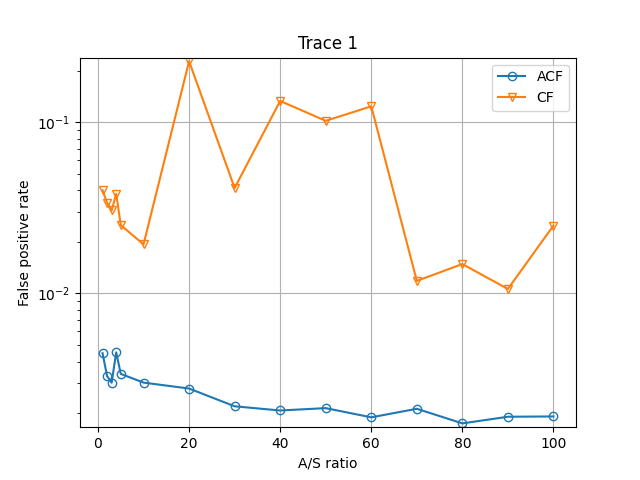 Trace 1
ACF
CF
False positive rate
10⁻¹
10⁻²
0 20 40 60 80 100
A/S ratio